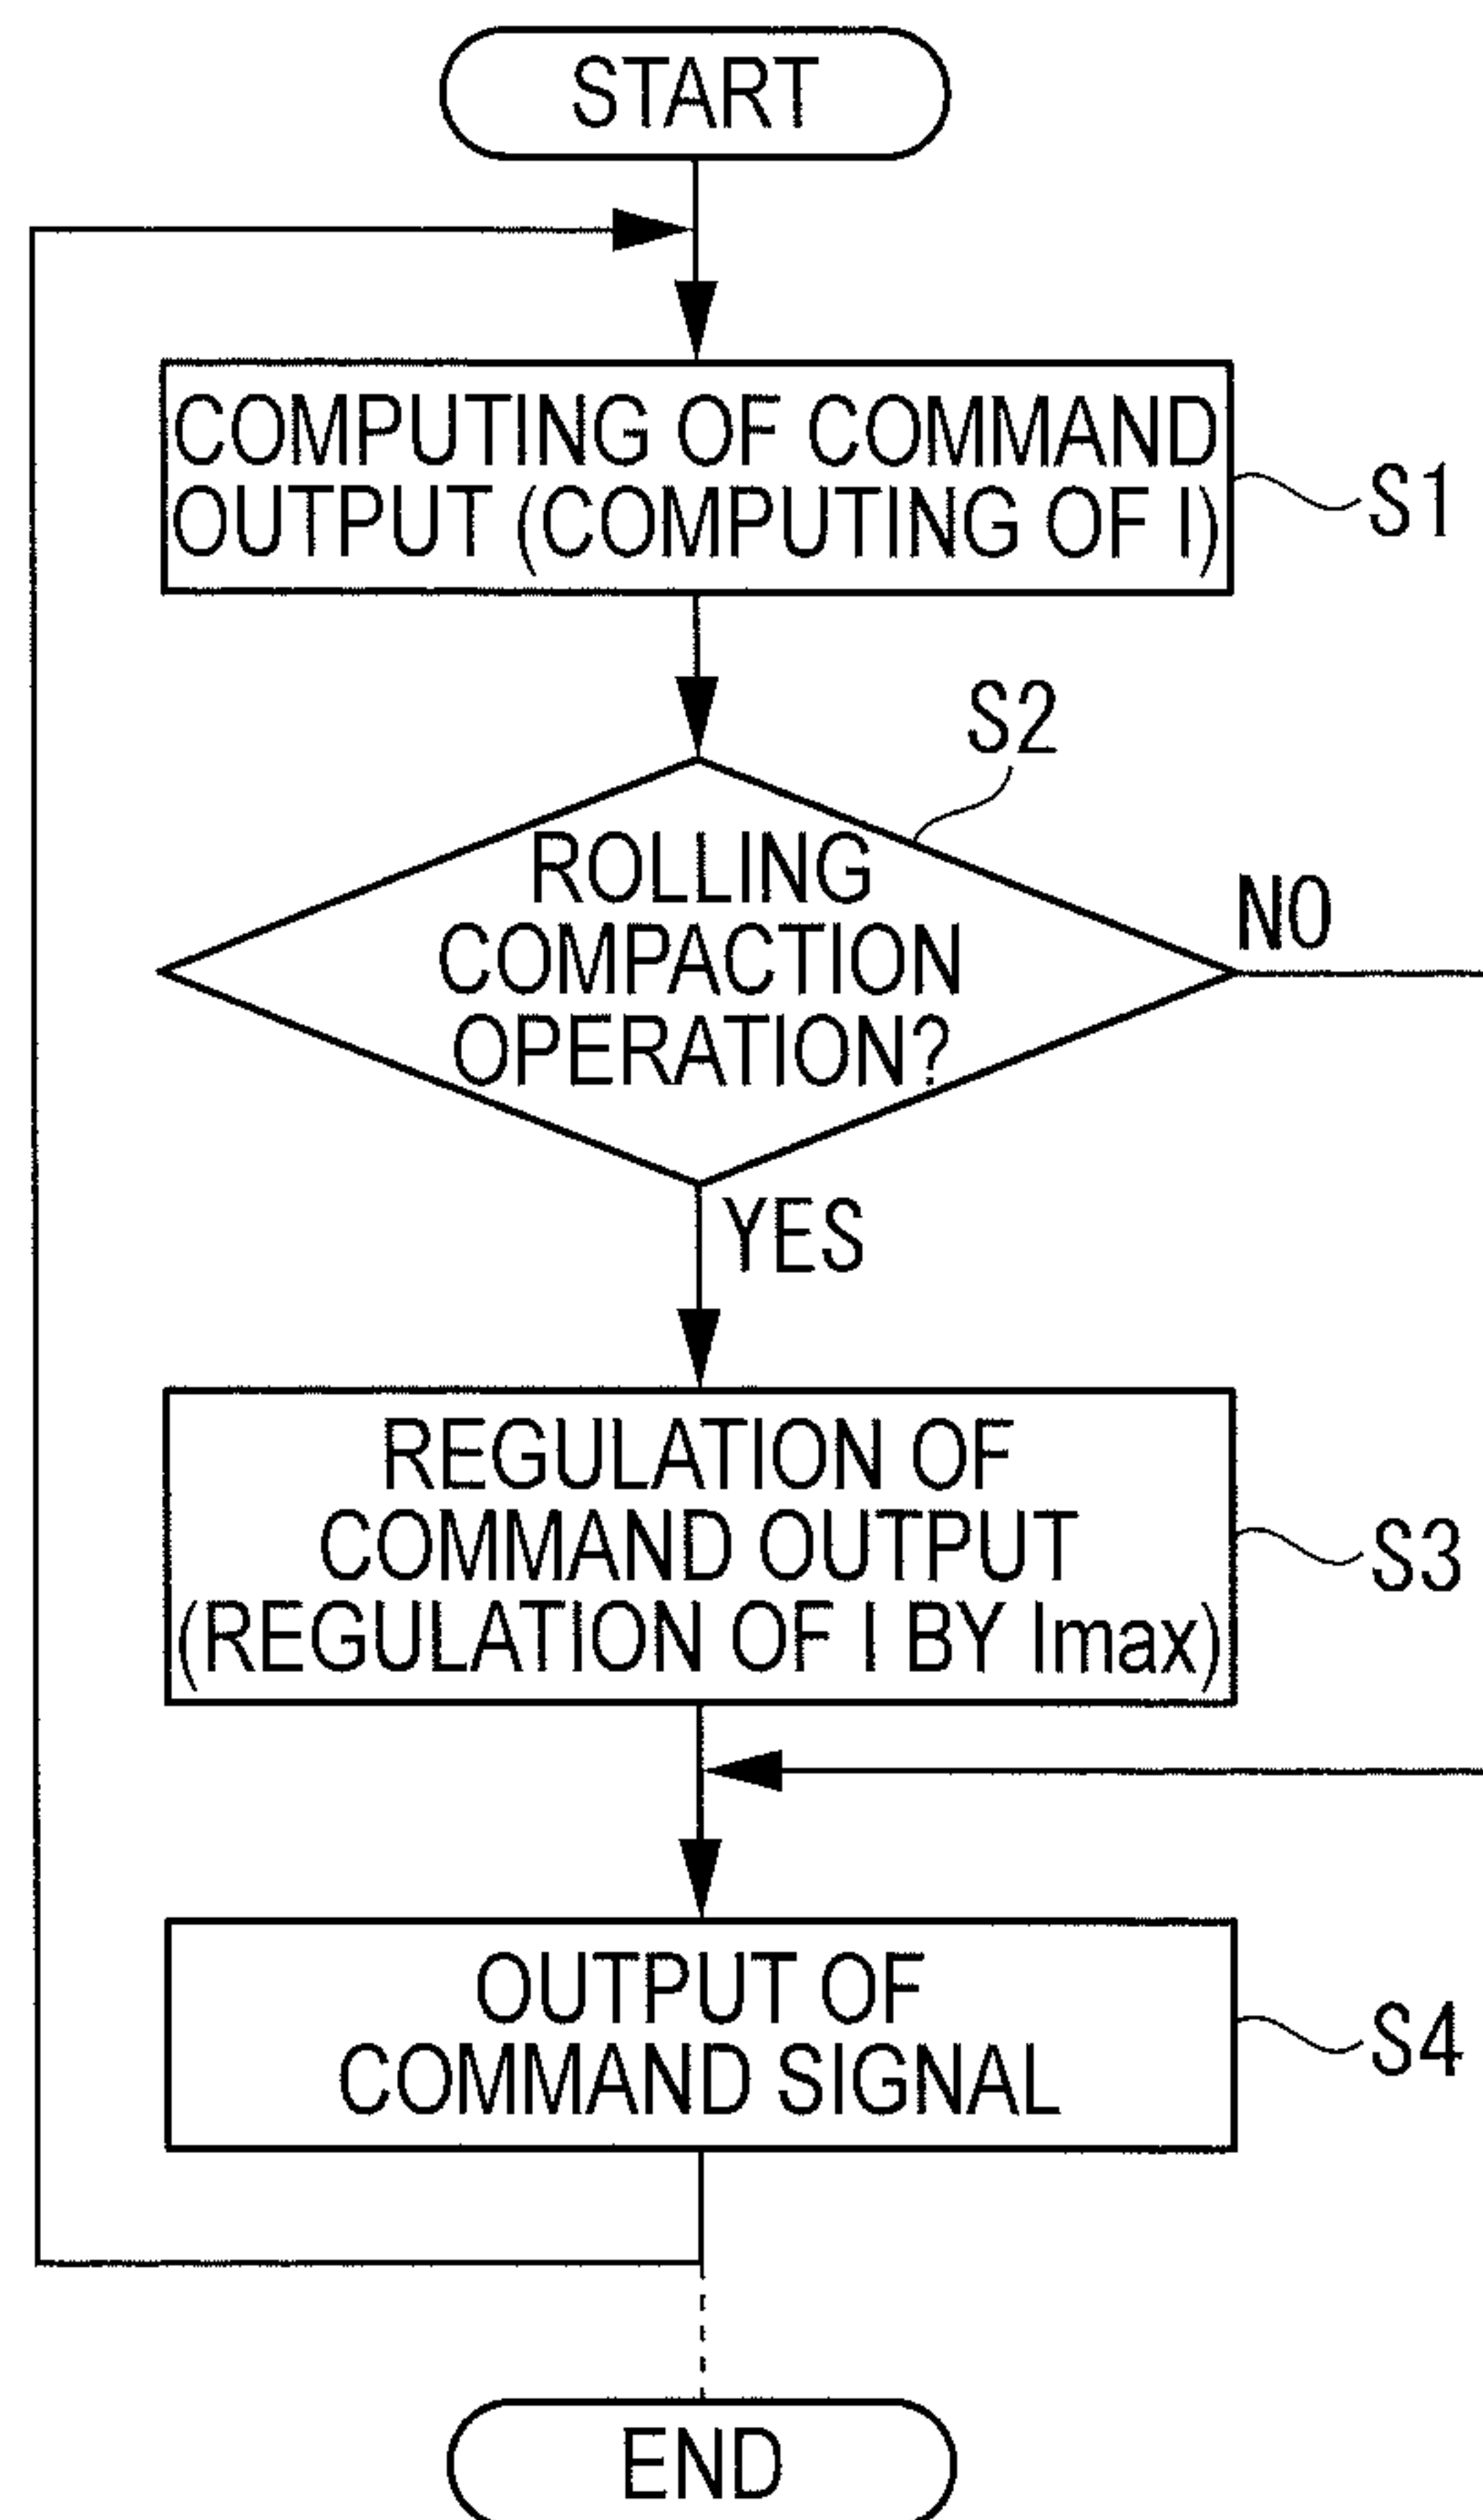 START
COMPUTING OF COMMAND
OUTPUT (COMPUTING OF I)
S1
S2
ROLLING
COMPACTION
OPERATION?
NO
YES
REGULATION OF
COMMAND OUTPUT
(REGULATION OF I BY Imax)
S3
OUTPUT OF
COMMAND SIGNAL
S4
END